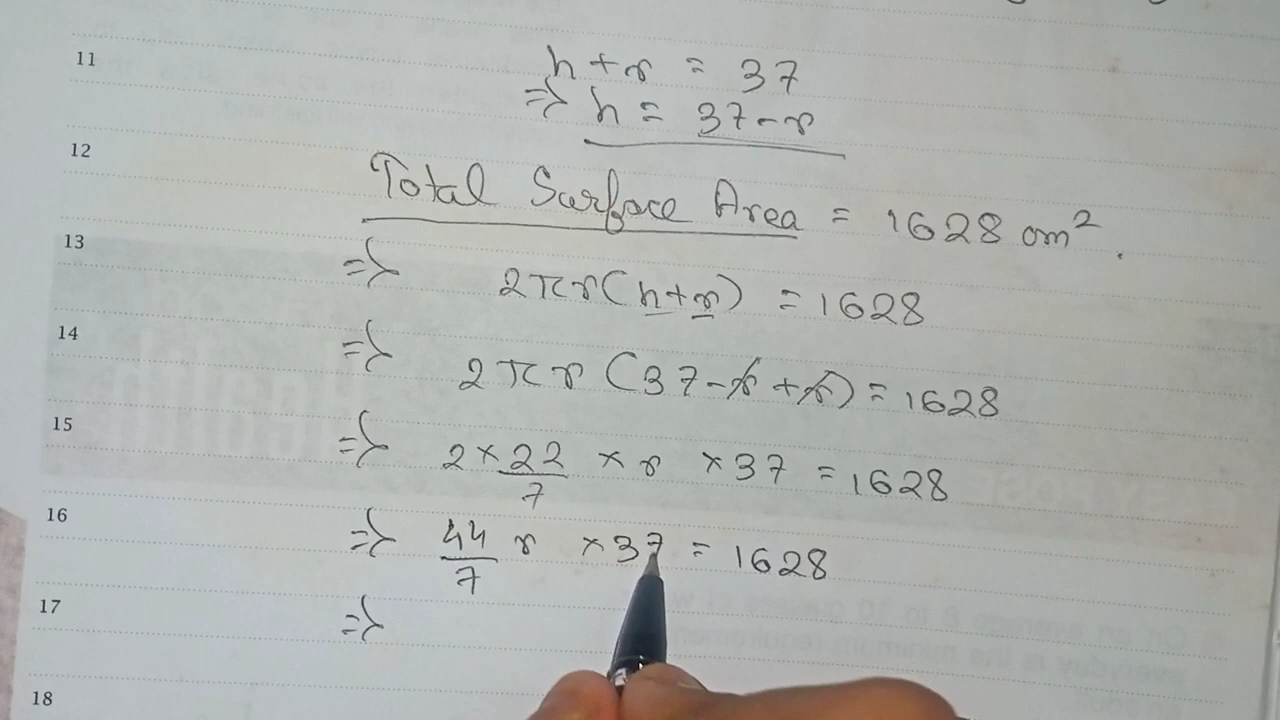 11
h + r = 37
⇒ h = 37 - r
12
Total Surface Area = 1628 cm².
13
⇒ 2πr(h+r) = 1628
14
⇒ 2πr (37 - r + r) = 1628
15
⇒ 2 × 22/7 × r × 37 = 1628
16
⇒ 44/7 r × 37 = 1628
17
⇒
18